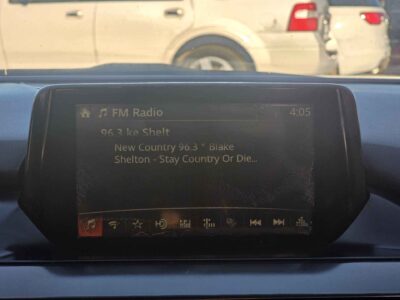 FM Radio 4:05
96.3 ke Shelt
New Country 96.3 * Blake
Shelton - Stay Country Or Die...